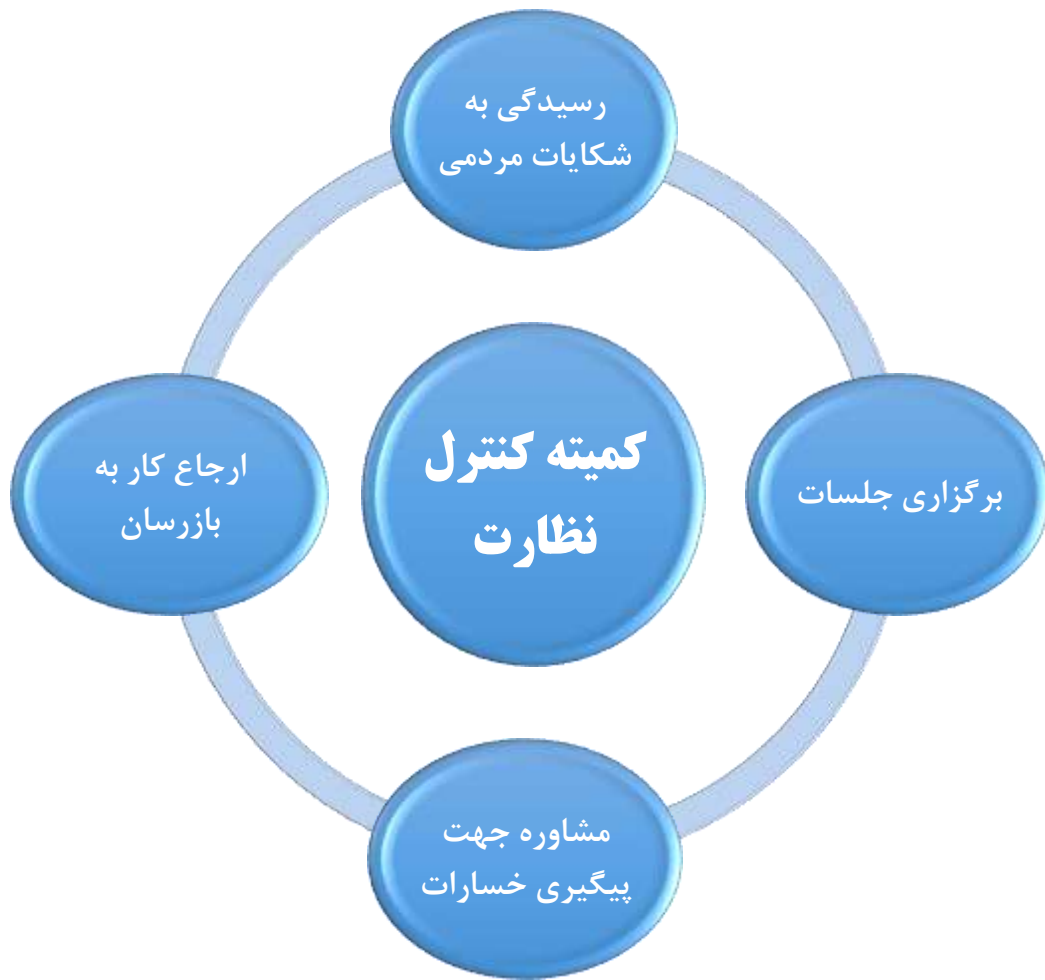 رسیدگی به
شکایات مردمی
کمیته کنترل
نظارت
برگزاری جلسات
ارجاع کار به
بازرسان
مشاوره جهت
پیگیری خسارات